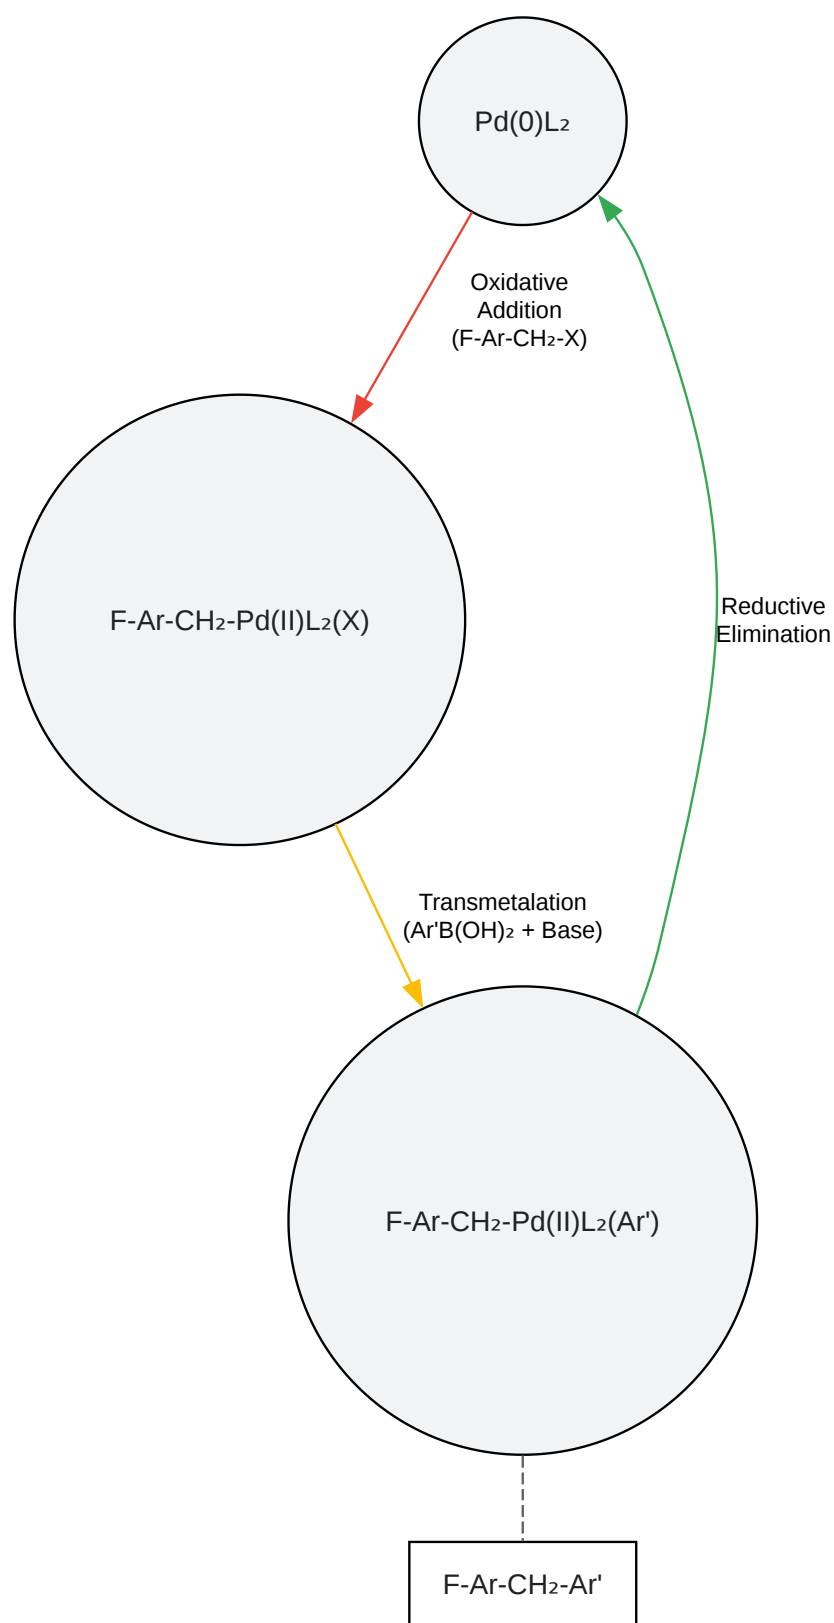 Pd(0)L₂
Oxidative
Addition
(F-Ar-CH₂-X)
F-Ar-CH₂-Pd(II)L₂(X)
Reductive
Elimination
Transmetalation
(Ar'B(OH)₂ + Base)
F-Ar-CH₂-Pd(II)L₂(Ar')
F-Ar-CH₂-Ar'